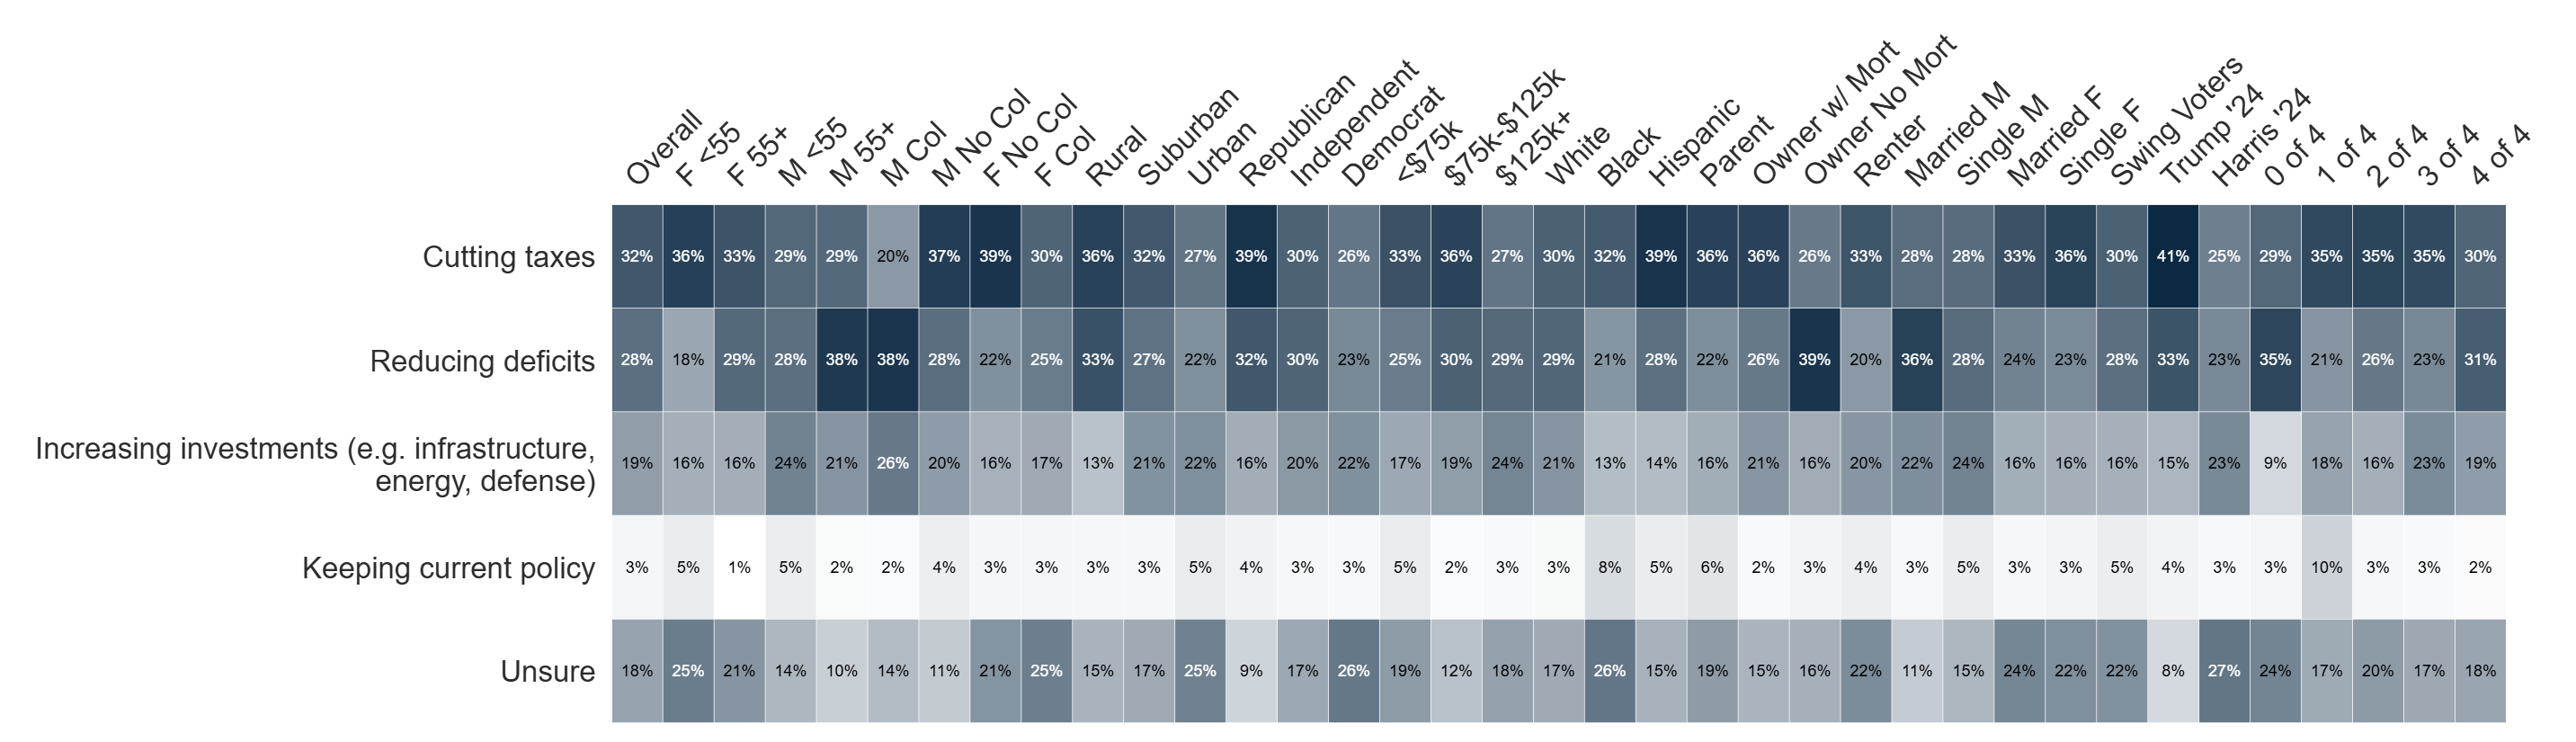 Overall F <55 F 55+ M <55 M 55+ M Col M No Col F No Col F Col Rural Suburban Urban Republican Independent Democrat <$75k $75k-$125k $125k+ White Black Hispanic Parent Owner w/ Mort Owner No Mort Renter Married M Single M Married F Single F Swing Voters Trump '24 Harris '24 0 of 4 1 of 4 2 of 4 3 of 4 4 of 4
Cutting taxes 32% 36% 33% 29% 29% 20% 37% 39% 30% 36% 32% 27% 39% 30% 26% 33% 36% 27% 30% 32% 39% 36% 36% 26% 33% 28% 28% 33% 36% 30% 41% 25% 29% 35% 35% 35% 30%
Reducing deficits 28% 18% 29% 28% 38% 38% 28% 22% 25% 33% 27% 22% 32% 30% 23% 25% 30% 29% 29% 21% 28% 22% 26% 39% 20% 36% 28% 24% 23% 28% 33% 23% 35% 21% 26% 23% 31%
Increasing investments (e.g. infrastructure,
energy, defense) 19% 16% 16% 24% 21% 26% 20% 16% 17% 13% 21% 22% 16% 20% 22% 17% 19% 24% 21% 13% 14% 16% 21% 16% 20% 22% 24% 16% 16% 16% 15% 23% 9% 18% 16% 23% 19%
Keeping current policy 3% 5% 1% 5% 2% 2% 4% 3% 3% 3% 3% 5% 4% 3% 3% 5% 2% 3% 3% 8% 5% 6% 2% 3% 4% 3% 5% 3% 3% 5% 4% 3% 3% 10% 3% 3% 2%
Unsure 18% 25% 21% 14% 10% 14% 11% 21% 25% 15% 17% 25% 9% 17% 26% 19% 12% 18% 17% 26% 15% 19% 15% 16% 22% 11% 15% 24% 22% 22% 8% 27% 24% 17% 20% 17% 18%